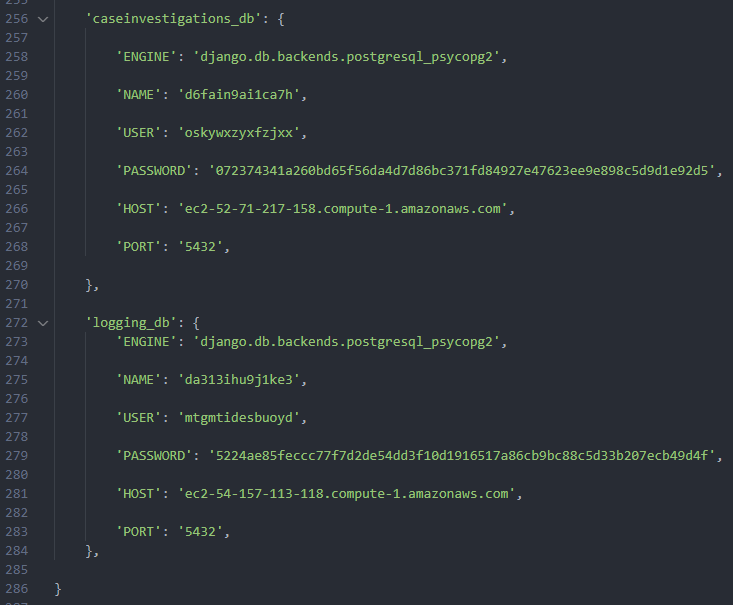 256 'caseinvestigations_db': {
257
258 'ENGINE': 'django.db.backends.postgresql_psycopg2',
259
260 'NAME': 'd6fain9ai1ca7h',
261
262 'USER': 'oskywxzyxfzjxx',
263
264 'PASSWORD': '072374341a260bd65f56da4d7d86bc371fd84927e47623ee9e898c5d9d1e92d5',
265
266 'HOST': 'ec2-52-71-217-158.compute-1.amazonaws.com',
267
268 'PORT': '5432',
269
270 },
271
272 'logging_db': {
273 'ENGINE': 'django.db.backends.postgresql_psycopg2',
274
275 'NAME': 'da313ihu9j1ke3',
276
277 'USER': 'mtgmtidesbuoyd',
278
279 'PASSWORD': '5224ae85feccc77f7d2de54dd3f10d1916517a86cb9bc88c5d33b207ecb49d4f',
280
281 'HOST': 'ec2-54-157-113-118.compute-1.amazonaws.com',
282
283 'PORT': '5432',
284 },
285
286 }